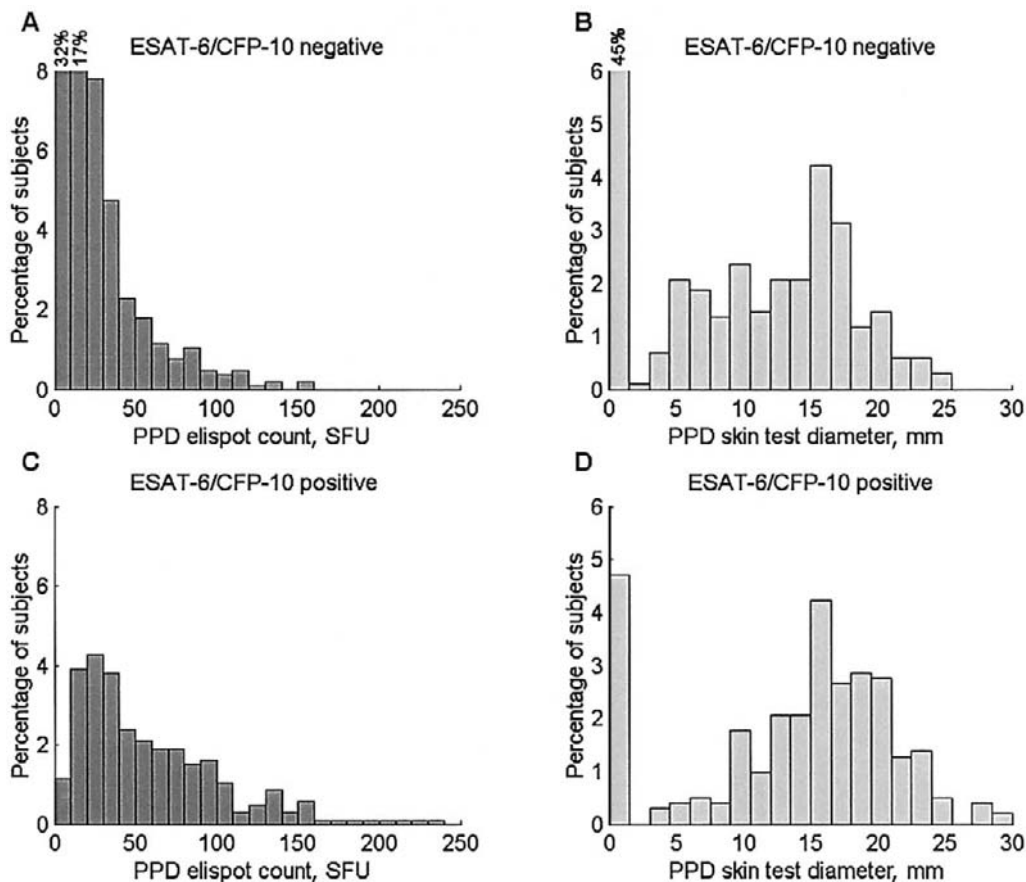 A
ESAT-6/CFP-10 negative
32%
17%
8
6
4
2
0
Percentage of subjects
0 50 100 150 200 250
PPD elispot count, SFU
B
ESAT-6/CFP-10 negative
45%
6
5
4
3
2
1
0
Percentage of subjects
0 5 10 15 20 25 30
PPD skin test diameter, mm
C
ESAT-6/CFP-10 positive
8
6
4
2
0
Percentage of subjects
0 50 100 150 200 250
PPD elispot count, SFU
D
ESAT-6/CFP-10 positive
6
5
4
3
2
1
0
Percentage of subjects
0 5 10 15 20 25 30
PPD skin test diameter, mm